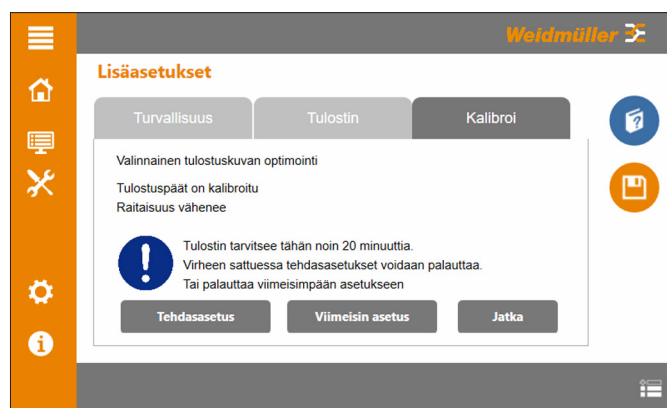 Weidmüller
Lisäasetukset
Turvallisuus
Tulostin
Kalibroi
Valinnainen tulostuskuvan optimointi
Tulostuspäät on kalibroitu
Raitaisuus vähenee
Tulostin tarvitsee tähän noin 20 minuuttia.
Virheen sattuessa tehdasasetukset voidaan palauttaa.
Tai palauttaa viimeisimpään asetukseen
Tehdasasetus
Viimeisin asetus
Jatka